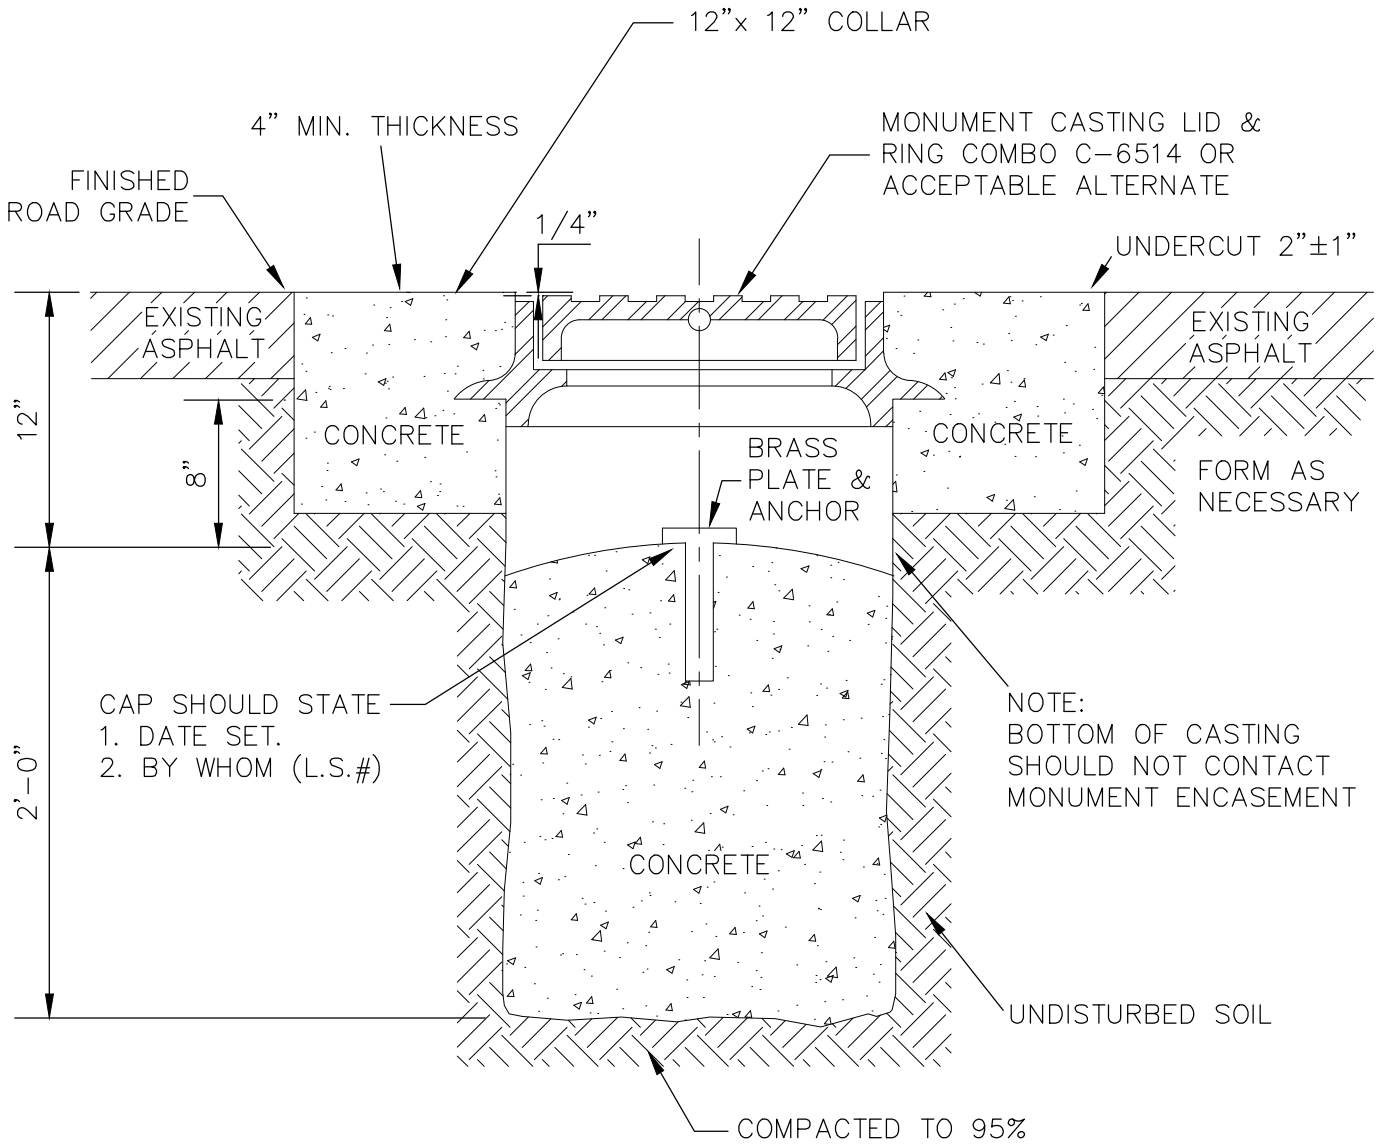 12”x 12” COLLAR
4” MIN. THICKNESS
MONUMENT CASTING LID &
RING COMBO C–6514 OR
ACCEPTABLE ALTERNATE
FINISHED
ROAD GRADE
1/4”
UNDERCUT 2”±1”
EXISTING
ASPHALT
EXISTING
ASPHALT
12”
8”
CONCRETE
CONCRETE
BRASS
PLATE &
ANCHOR
FORM AS
NECESSARY
CAP SHOULD STATE
1. DATE SET.
2. BY WHOM (L.S.#)
2’–0”
NOTE:
BOTTOM OF CASTING
SHOULD NOT CONTACT
MONUMENT ENCASEMENT
CONCRETE
UNDISTURBED SOIL
COMPACTED TO 95%